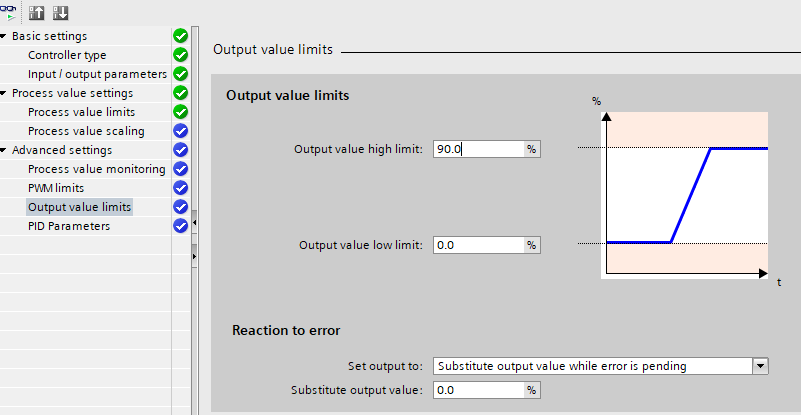 Basic settings
Controller type
Input / output parameters
Process value settings
Process value limits
Process value scaling
Advanced settings
Process value monitoring
PWM limits
Output value limits
PID Parameters
Output value limits
Output value limits
%
Output value high limit: 90.0 %
Output value low limit: 0.0 %
t
Reaction to error
Set output to: Substitute output value while error is pending
Substitute output value: 0.0 %